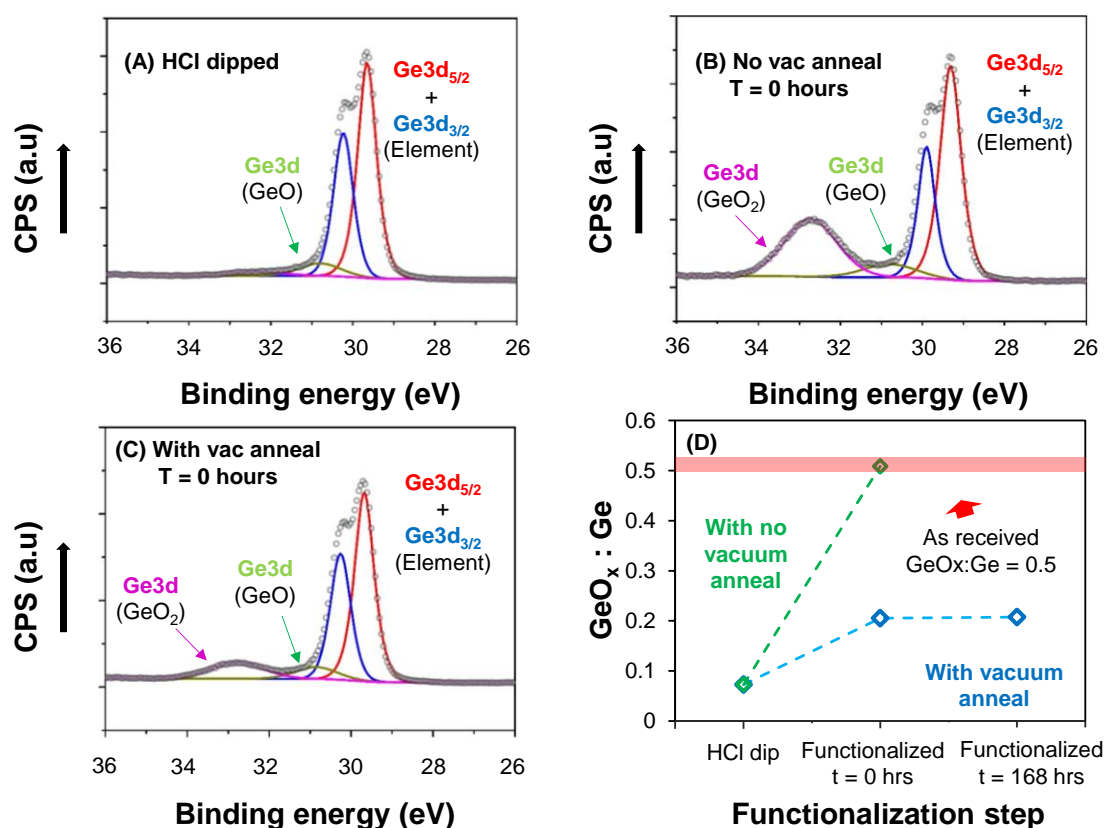 (A) HCl dipped
Ge3d5/2
+
Ge3d3/2
(Element)
Ge3d
(GeO)
CPS (a.u)
36 34 32 30 28 26
Binding energy (eV)
(B) No vac anneal
T = 0 hours
Ge3d5/2
+
Ge3d3/2
(Element)
Ge3d
(GeO2)
Ge3d
(GeO)
CPS (a.u)
36 34 32 30 28 26
Binding energy (eV)
(C) With vac anneal
T = 0 hours
Ge3d5/2
+
Ge3d3/2
(Element)
Ge3d
(GeO2)
Ge3d
(GeO)
CPS (a.u)
36 34 32 30 28 26
Binding energy (eV)
(D)
0.6
0.5
0.4
0.3
0.2
0.1
0
GeOx : Ge
With no
vacuum
anneal
As received
GeOx:Ge = 0.5
With vacuum
anneal
HCl dip
Functionalized
t = 0 hrs
Functionalized
t = 168 hrs
Functionalization step